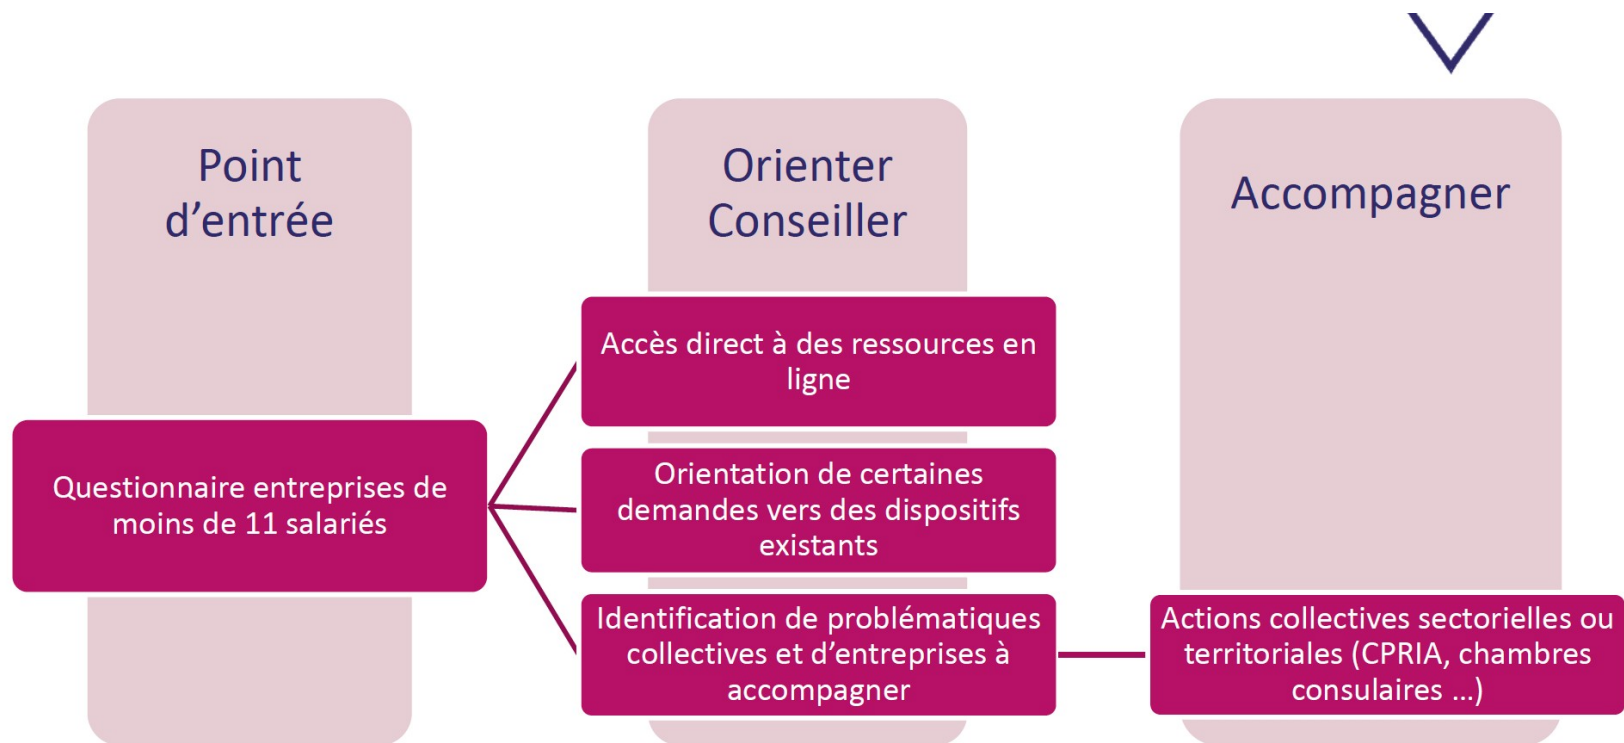 Point
d’entrée
Orienter
Conseiller
Accompagner
Accès direct à des ressources en
ligne
Questionnaire entreprises de
moins de 11 salariés
Orientation de certaines
demandes vers des dispositifs
existants
Identification de problématiques
collectives et d’entreprises à
accompagner
Actions collectives sectorielles ou
territoriales (CPRIA, chambres
consulaires ...)